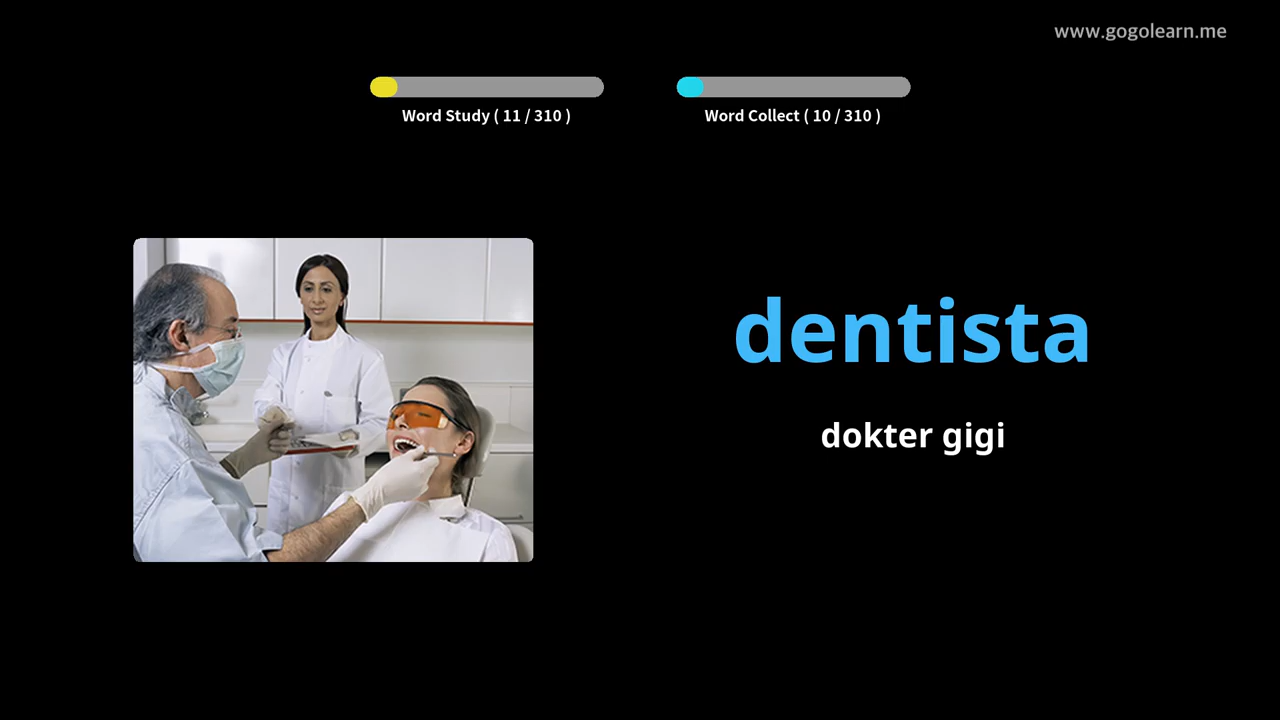 www.gogolearn.me
Word Study ( 11 / 310 )
Word Collect ( 10 / 310 )
dentista
dokter gigi